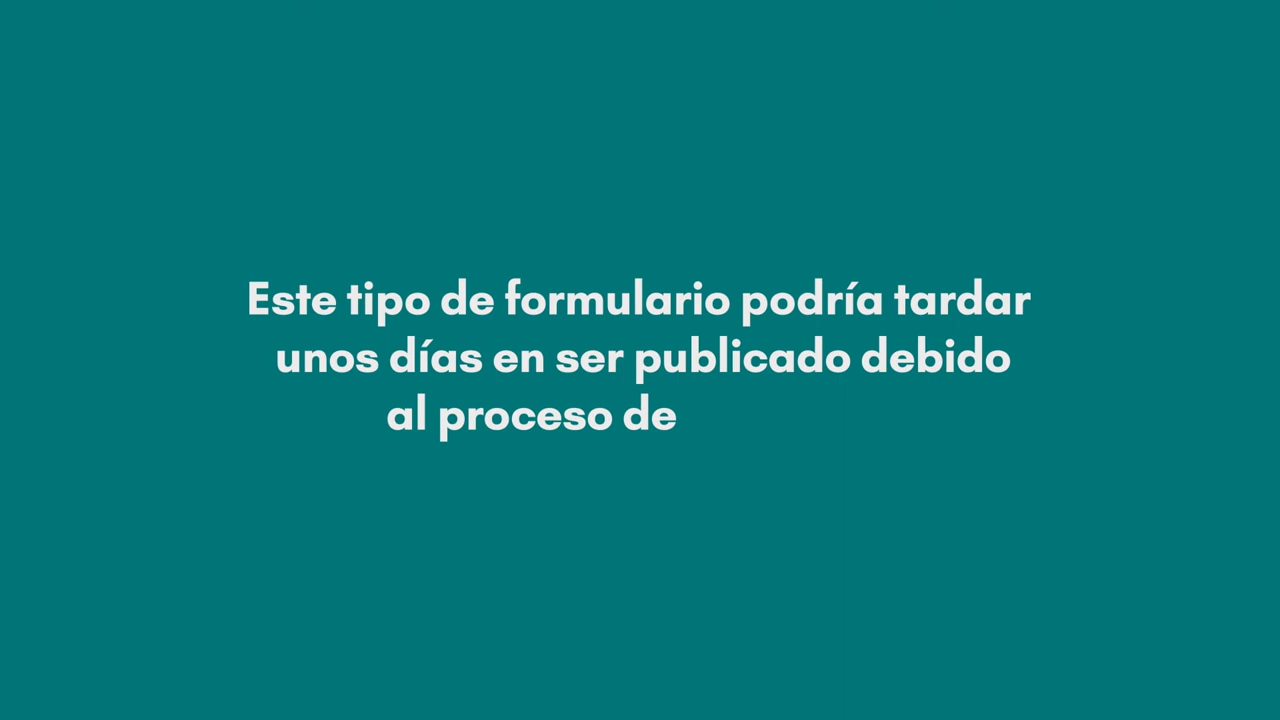 Este tipo de formulario podría tardar
unos días en ser publicado debido
al proceso de